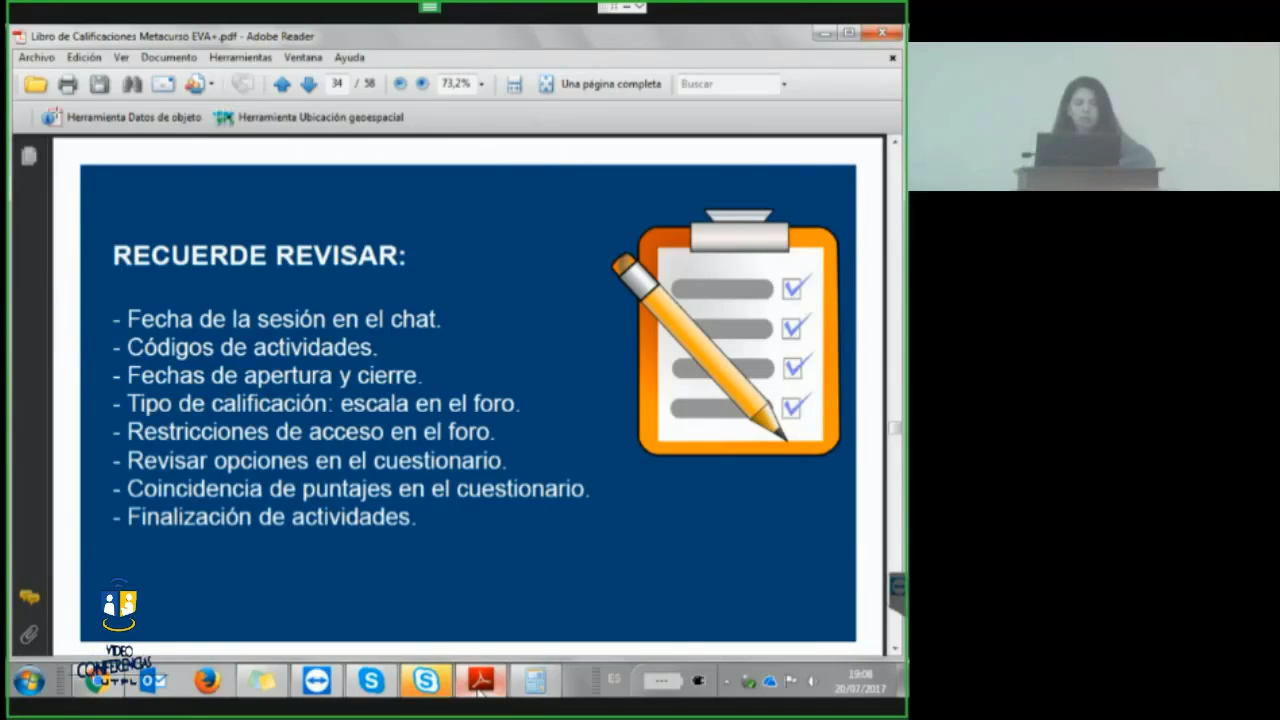 Libro de Calificaciones Metacurso EVA+.pdf - Adobe Reader
Archivo Edición Ver Documento Herramientas Ventana Ayuda
34 / 58 73,2% Una página completa Buscar
Herramienta Datos de objeto Herramienta Ubicación geoespacial
RECUERDE REVISAR:
- Fecha de la sesión en el chat.
- Códigos de actividades.
- Fechas de apertura y cierre.
- Tipo de calificación: escala en el foro.
- Restricciones de acceso en el foro.
- Revisar opciones en el cuestionario.
- Coincidencia de puntajes en el cuestionario.
- Finalización de actividades.
VIDEO
CONFERENCIAS
UTPL
ES
19:08
20/07/2017